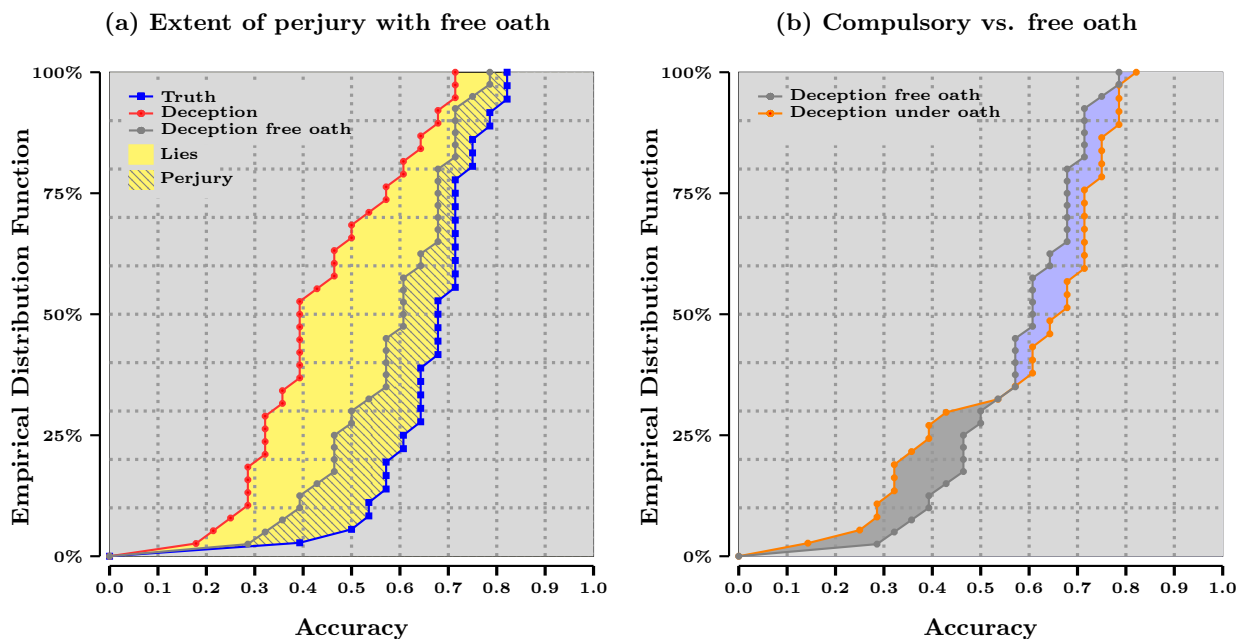 (a) Extent of perjury with free oath
Empirical Distribution Function
100%
75%
50%
25%
0%
Truth
Deception
Deception free oath
Lies
Perjury
0.0 0.1 0.2 0.3 0.4 0.5 0.6 0.7 0.8 0.9 1.0
Accuracy
(b) Compulsory vs. free oath
Empirical Distribution Function
100%
75%
50%
25%
0%
Deception free oath
Deception under oath
0.0 0.1 0.2 0.3 0.4 0.5 0.6 0.7 0.8 0.9 1.0
Accuracy